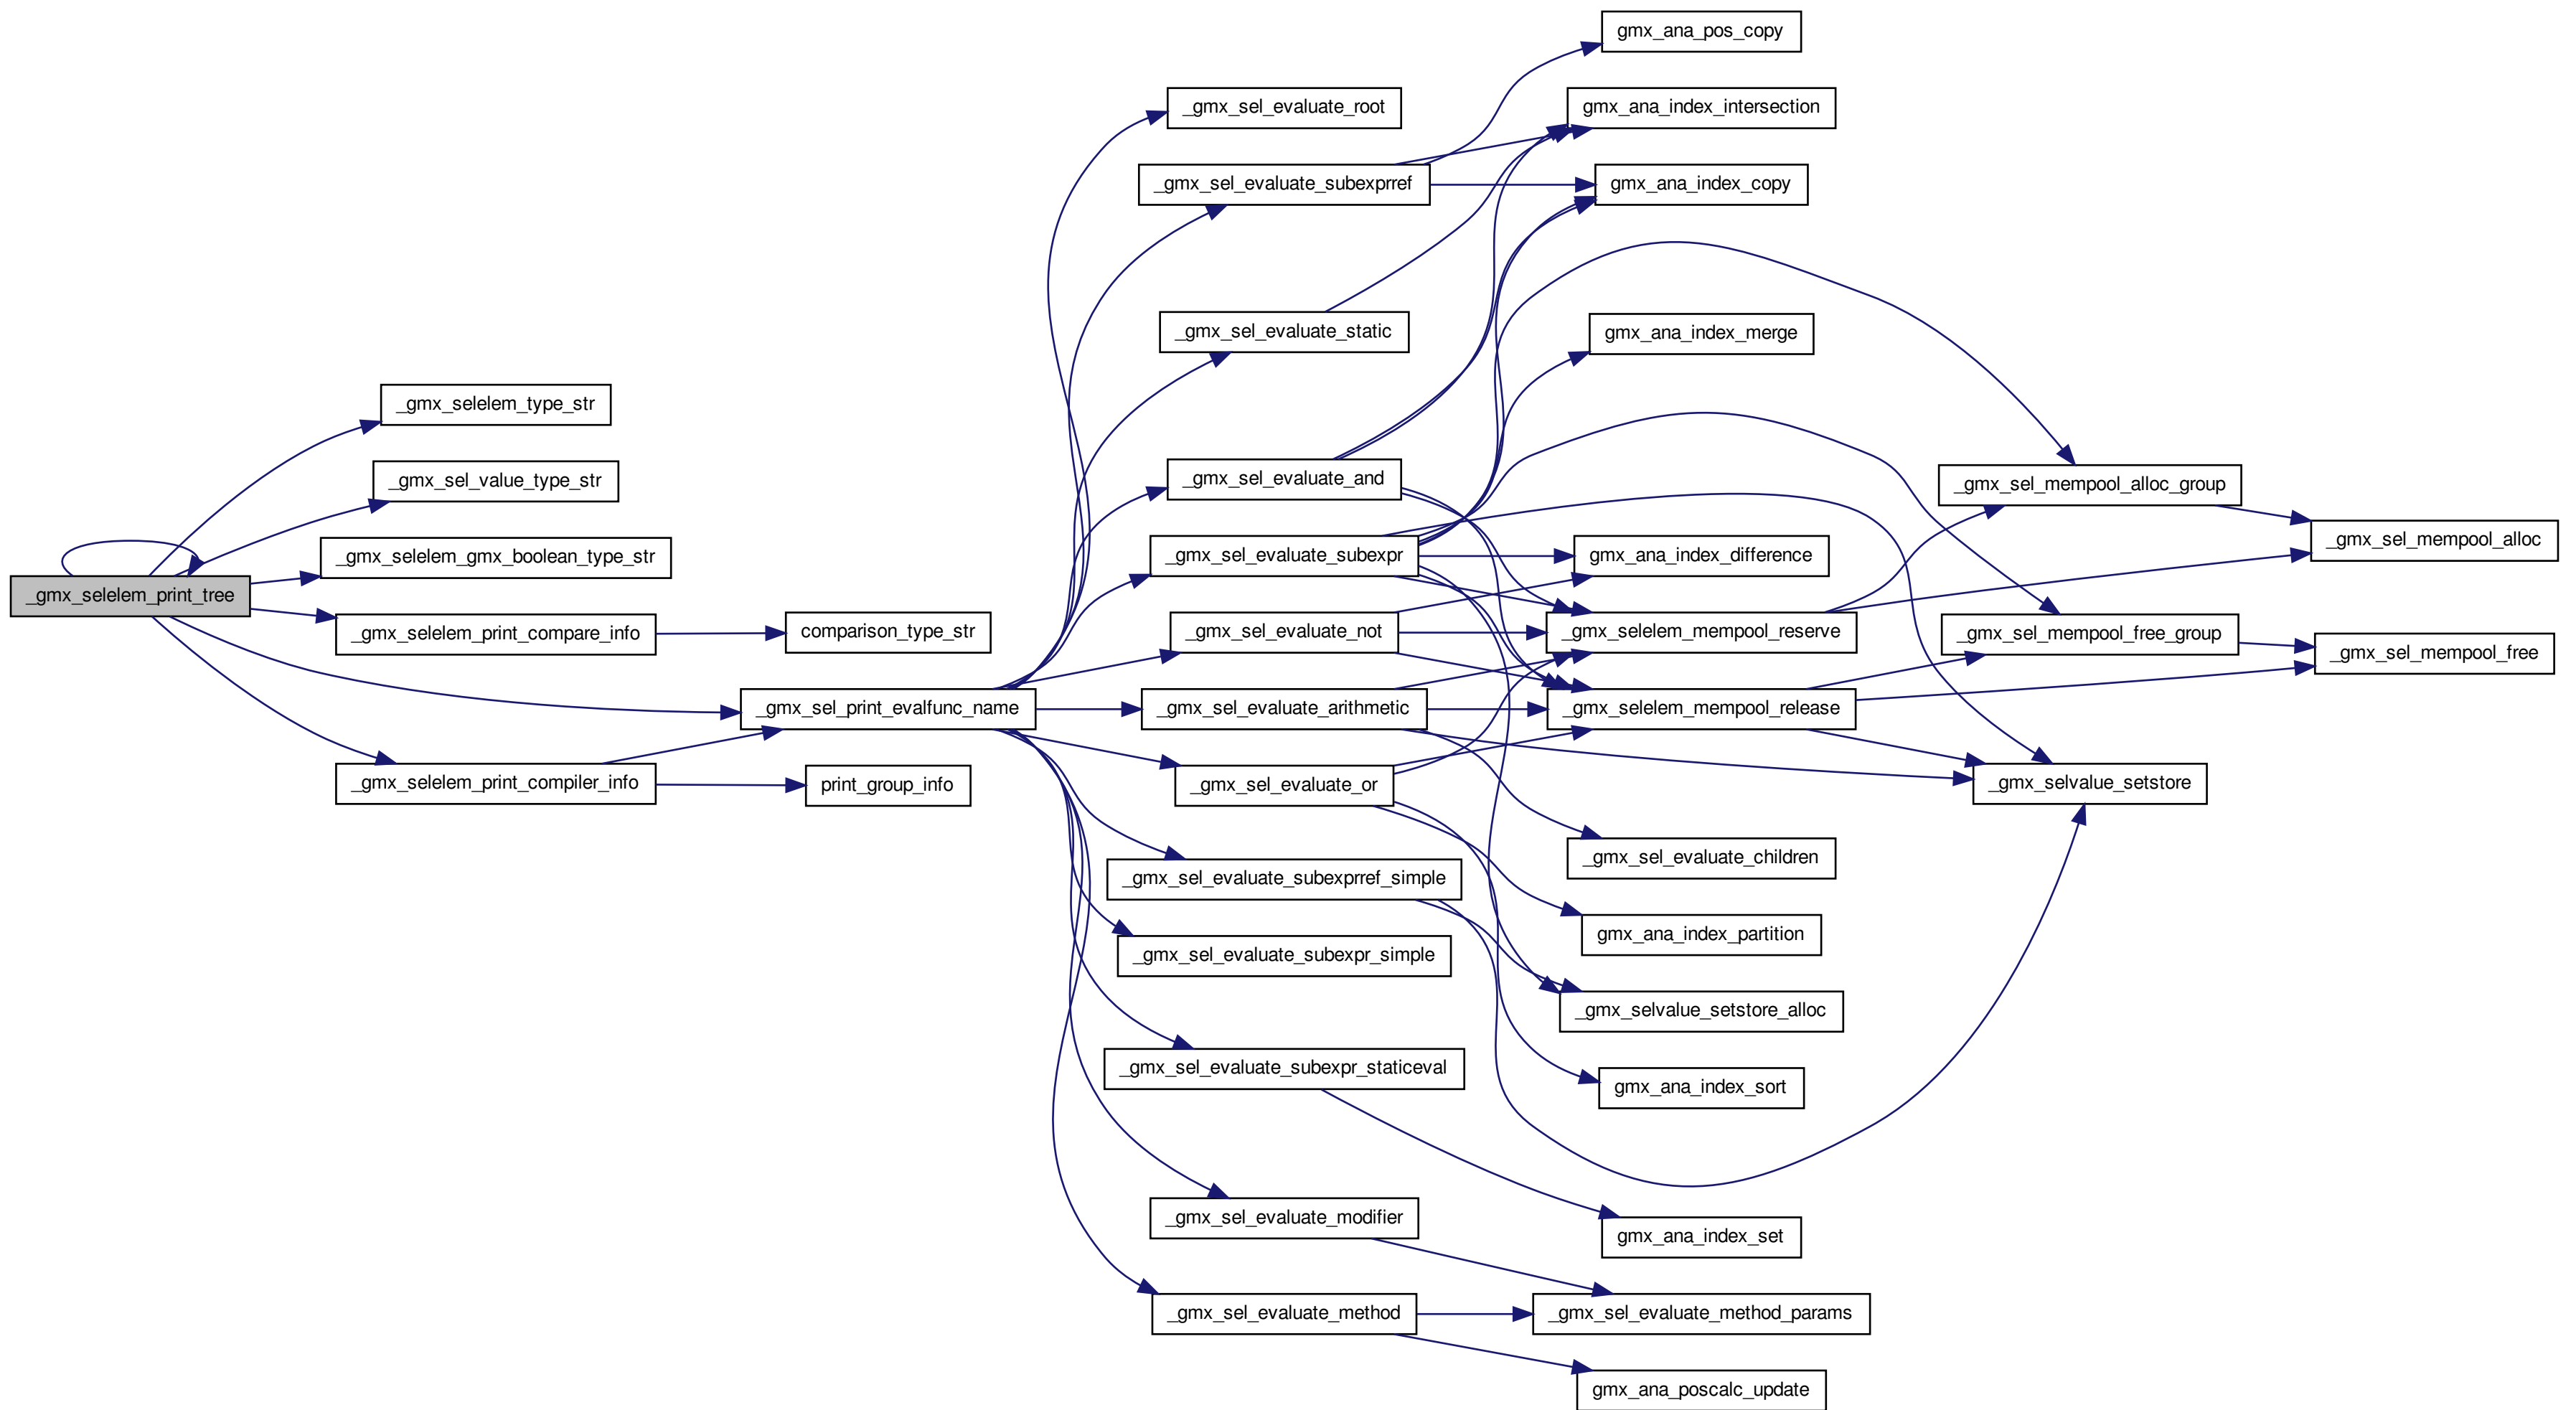 _gmx_selelem_print_tree
_gmx_selelem_type_str
_gmx_sel_value_type_str
_gmx_selelem_gmx_boolean_type_str
_gmx_selelem_print_compare_info
_gmx_selelem_print_compiler_info
comparison_type_str
_gmx_sel_print_evalfunc_name
print_group_info
_gmx_sel_evaluate_root
_gmx_sel_evaluate_subexprref
_gmx_sel_evaluate_static
_gmx_sel_evaluate_and
_gmx_sel_evaluate_subexpr
_gmx_sel_evaluate_not
_gmx_sel_evaluate_arithmetic
_gmx_sel_evaluate_or
_gmx_sel_evaluate_subexprref_simple
_gmx_sel_evaluate_subexpr_simple
_gmx_sel_evaluate_subexpr_staticeval
_gmx_sel_evaluate_modifier
_gmx_sel_evaluate_method
gmx_ana_pos_copy
gmx_ana_index_intersection
gmx_ana_index_copy
gmx_ana_index_merge
gmx_ana_index_difference
_gmx_selelem_mempool_reserve
_gmx_selelem_mempool_release
_gmx_sel_evaluate_children
gmx_ana_index_partition
_gmx_selvalue_setstore_alloc
gmx_ana_index_sort
gmx_ana_index_set
_gmx_sel_evaluate_method_params
gmx_ana_poscalc_update
_gmx_sel_mempool_alloc_group
_gmx_sel_mempool_free_group
_gmx_selvalue_setstore
_gmx_sel_mempool_alloc
_gmx_sel_mempool_free